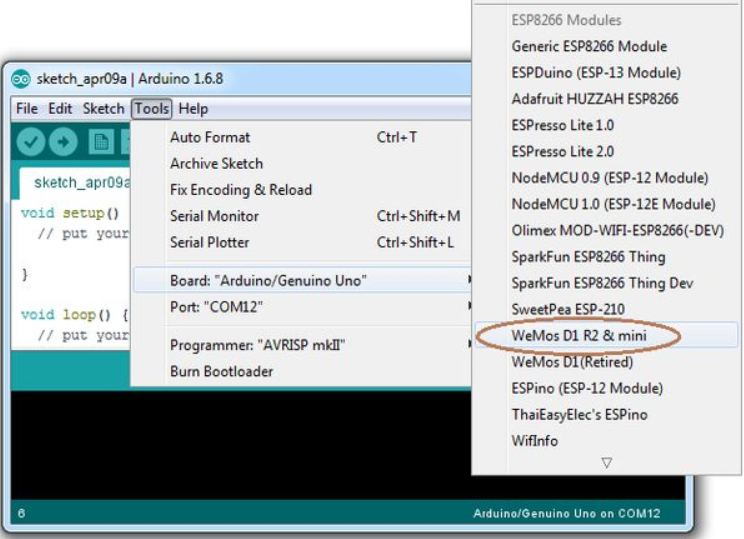 sketch_apr09a | Arduino 1.6.8
File Edit Sketch Tools Help
sketch_apr09a
void setup()
// put your
}
void loop() {
// put your
Auto Format Ctrl+T
Archive Sketch
Fix Encoding & Reload
Serial Monitor Ctrl+Shift+M
Serial Plotter Ctrl+Shift+L
Board: "Arduino/Genuino Uno"
Port: "COM12"
Programmer: "AVRISP mkII"
Burn Bootloader
ESP8266 Modules
Generic ESP8266 Module
ESPDuino (ESP-13 Module)
Adafruit HUZZAH ESP8266
ESPresso Lite 1.0
ESPresso Lite 2.0
NodeMCU 0.9 (ESP-12 Module)
NodeMCU 1.0 (ESP-12E Module)
Olimex MOD-WIFI-ESP8266(-DEV)
SparkFun ESP8266 Thing
SparkFun ESP8266 Thing Dev
SweetPea ESP-210
WeMos D1 R2 & mini
WeMos D1(Retired)
ESPino (ESP-12 Module)
ThaiEasyElec's ESPino
WifInfo
6
Arduino/Genuino Uno on COM12